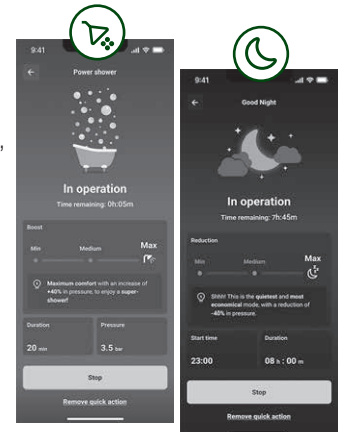 9:41
Power shower
In operation
Time remaining: 0h:05m
Boost
Min
Medium
Max
Maximum comfort with an increase of
+40% in pressure, to enjoy a super-
shower!
Duration
Pressure
20 min
3.5 bar
Stop
Remove quick action
,
9:41
Good Night
In operation
Time remaining: 7h:45m
Reduction
Min
Medium
Max
Shhh! This is the quietest and most
economical mode, with a reduction of
-40% in pressure.
Start time
Duration
23:00
08 h : 00 m
Stop
Remove quick action